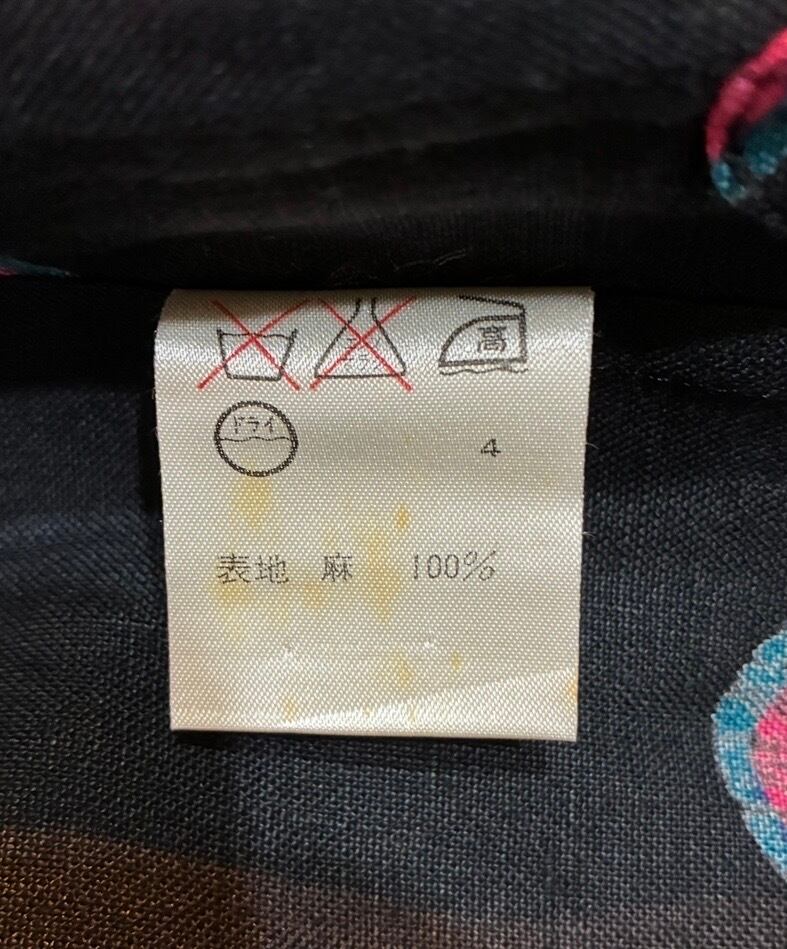 高
ドライ
4
表地 麻 100%